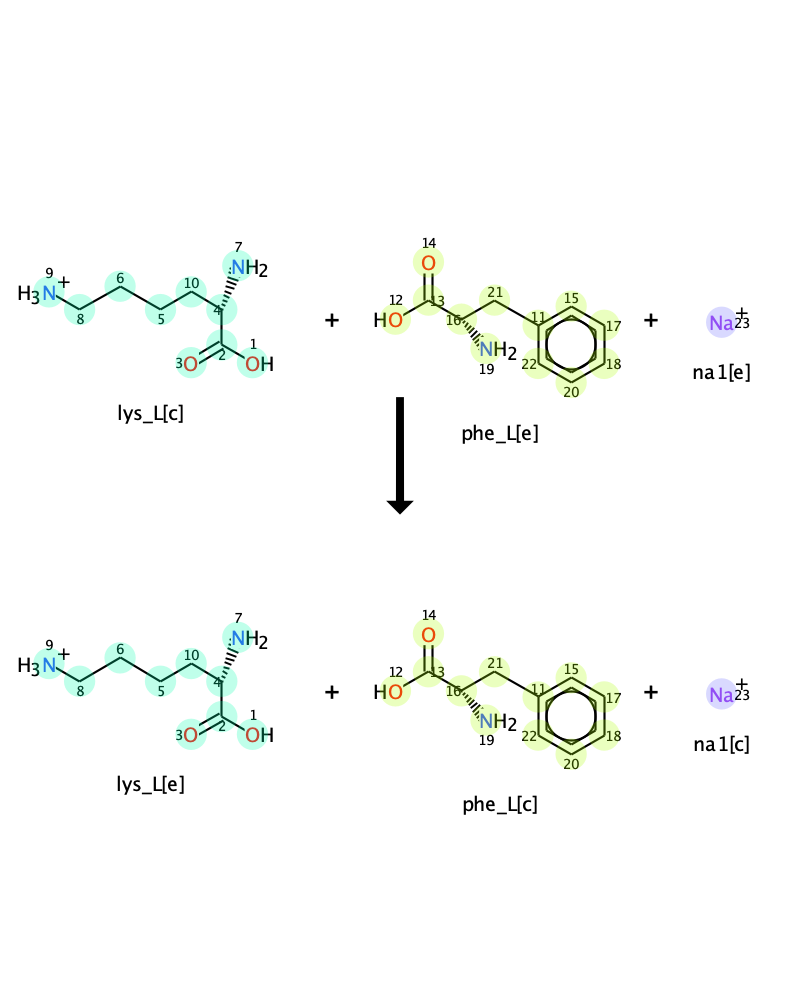 7
NH2
9
H3N+
6
10
8
5
4
3O
2
1
OH
+
14
O
12
HO
13
16
21
NH2
19
11
15
17
22
18
20
+
Na+
23
lys_L[c]
phe_L[e]
na1[e]
7
NH2
9
H3N+
6
10
8
5
4
3O
2
1
OH
+
14
O
12
HO
13
16
21
NH2
19
11
15
17
22
18
20
+
Na+
23
lys_L[e]
phe_L[c]
na1[c]